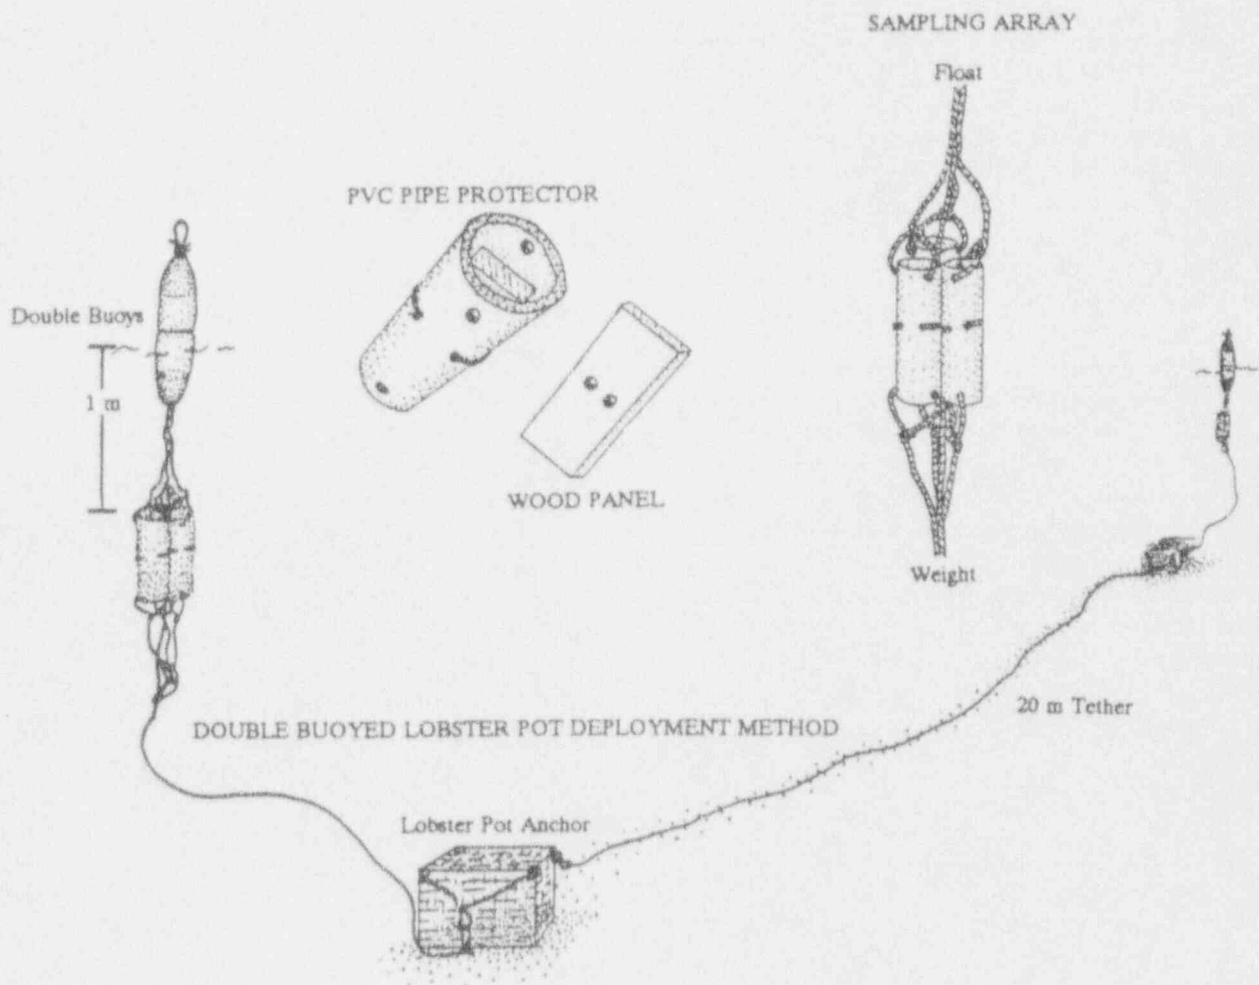 SAMPLING ARRAY
Float
PVC PIPE PROTECTOR
Double Buoys
1 m
WOOD PANEL
Weight
20 m Tether
DOUBLE BUOYED LOBSTER POT DEPLOYMENT METHOD
Lobster Pot Anchor